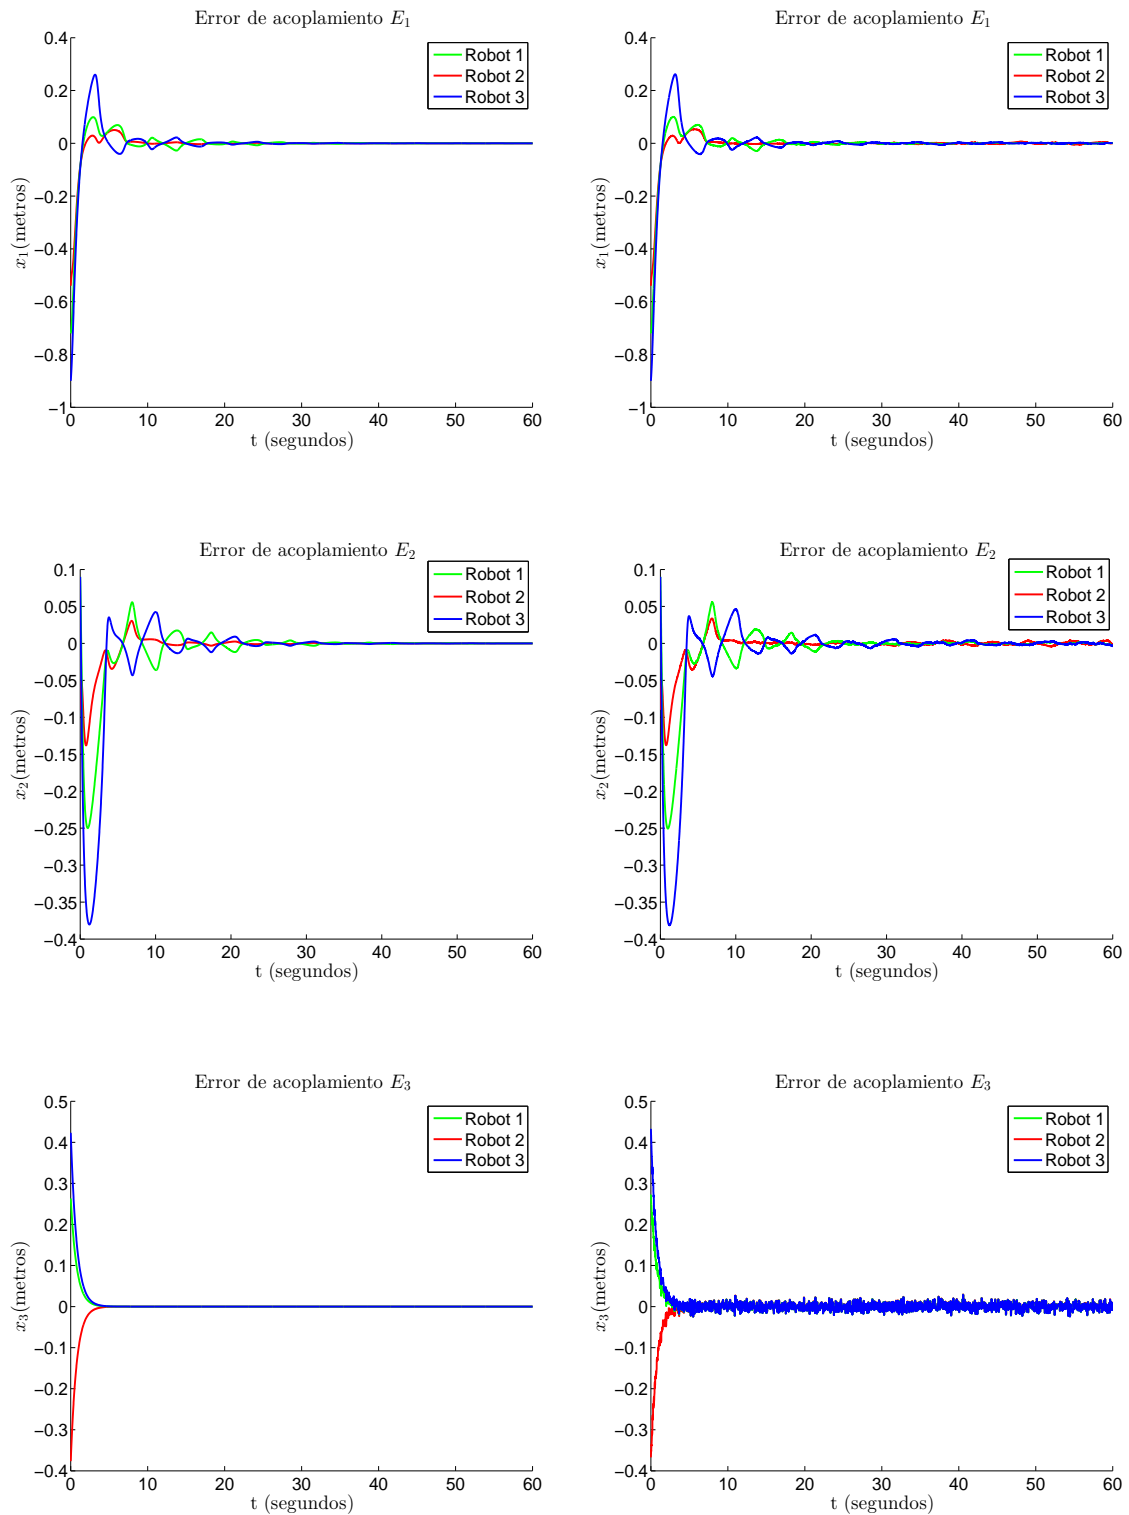 Error de acoplamiento E₁
Robot 1
Robot 2
Robot 3
0.4
0.2
0
−0.2
−0.4
−0.6
−0.8
−1
x₁(metros)
0 10 20 30 40 50 60
t (segundos)
Error de acoplamiento E₁
Robot 1
Robot 2
Robot 3
0.4
0.2
0
−0.2
−0.4
−0.6
−0.8
−1
x₁(metros)
0 10 20 30 40 50 60
t (segundos)
Error de acoplamiento E₂
Robot 1
Robot 2
Robot 3
0.1
0.05
0
−0.05
−0.1
−0.15
−0.2
−0.25
−0.3
−0.35
−0.4
x₂(metros)
0 10 20 30 40 50 60
t (segundos)
Error de acoplamiento E₂
Robot 1
Robot 2
Robot 3
0.1
0.05
0
−0.05
−0.1
−0.15
−0.2
−0.25
−0.3
−0.35
−0.4
x₂(metros)
0 10 20 30 40 50 60
t (segundos)
Error de acoplamiento E₃
Robot 1
Robot 2
Robot 3
0.5
0.4
0.3
0.2
0.1
0
−0.1
−0.2
−0.3
−0.4
x₃(metros)
0 10 20 30 40 50 60
t (segundos)
Error de acoplamiento E₃
Robot 1
Robot 2
Robot 3
0.5
0.4
0.3
0.2
0.1
0
−0.1
−0.2
−0.3
−0.4
x₃(metros)
0 10 20 30 40 50 60
t (segundos)